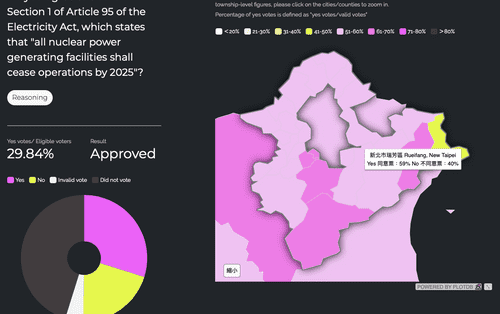 Section 1 of Article 95 of the
Electricity Act, which states
that "all nuclear power
generating facilities shall
cease operations by 2025"?
Reasoning
Yes votes/ Eligible voters
29.84%
Result
Approved
Yes No Invalid vote Did not vote
township-level figures, please click on the cities/counties to zoom in.
Percentage of yes votes is defined as "yes votes/valid votes"
<20% 21-30% 31-40% 41-50% 51-60% 61-70% 71-80% >80%
新北市瑞芳區 Rueifang, New Taipei
Yes 同意票：59% No 不同意票：40%
縮小
POWERED BY PLOTDB